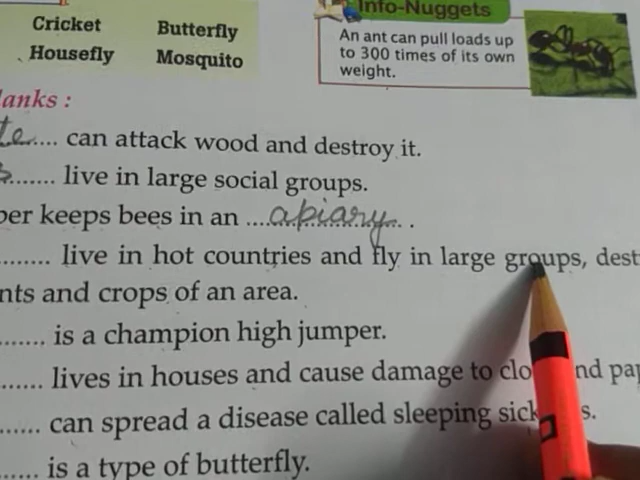 Cricket Butterfly
Housefly Mosquito
Info-Nuggets
An ant can pull loads up
to 300 times of its own
weight.
lanks :
te.... can attack wood and destroy it.
s....... live in large social groups.
per keeps bees in an ....apiary.. .
........ live in hot countries and fly in large groups, dest
nts and crops of an area.
....... is a champion high jumper.
....... lives in houses and cause damage to clo nd pap
...... can spread a disease called sleeping sick s.
...... is a type of butterfly.